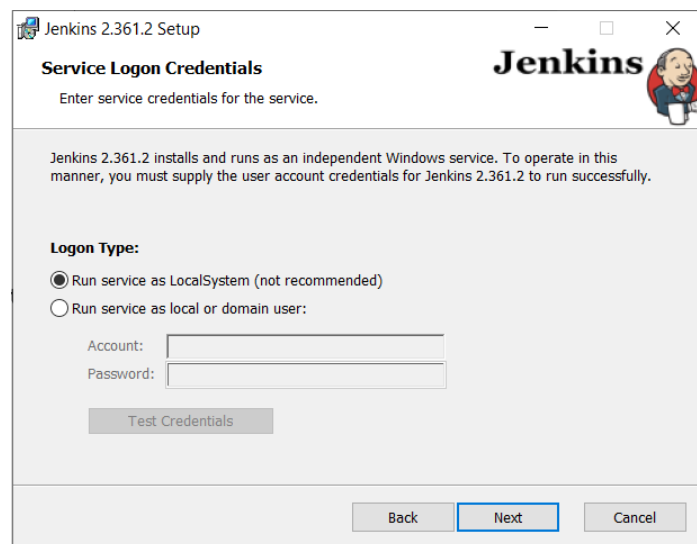 Jenkins 2.361.2 Setup
Jenkins
Service Logon Credentials
Enter service credentials for the service.
Jenkins 2.361.2 installs and runs as an independent Windows service. To operate in this
manner, you must supply the user account credentials for Jenkins 2.361.2 to run successfully.
Logon Type:
Run service as LocalSystem (not recommended)
Run service as local or domain user:
Account:
Password:
Test Credentials
Back Next Cancel